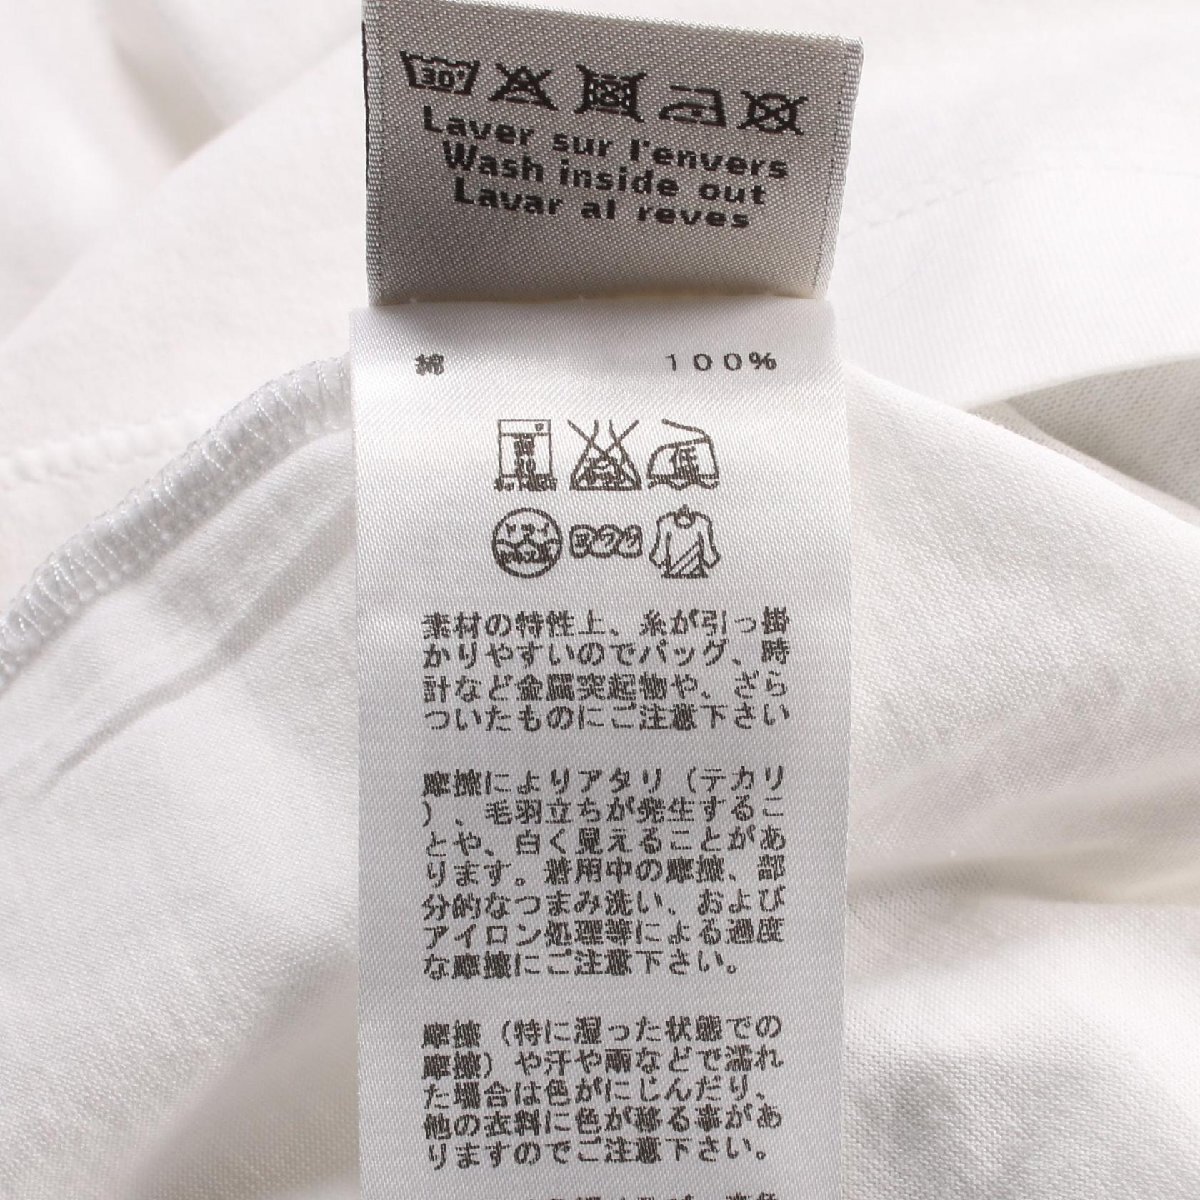 30°
Laver sur l'envers
Wash inside out
Lavar al reves
綿 100%
低
ドライ
ヨワク
素材の特性上、糸が引っ掛
かりやすいのでバッグ、時
計など金属突起物や、ざら
ついたものにご注意下さい
摩擦によりアタリ（テカリ
）、毛羽立ちが発生するこ
とや、白く見えることがあ
ります。着用中の摩擦、部
分的なつまみ洗い、および
アイロン処理等による過度
な摩擦にご注意下さい。
摩擦（特に湿った状態での
摩擦）や汗や雨などで濡れ
た場合は色がにじんだり、
他の衣料に色が移る事があ
りますのでご注意下さい。